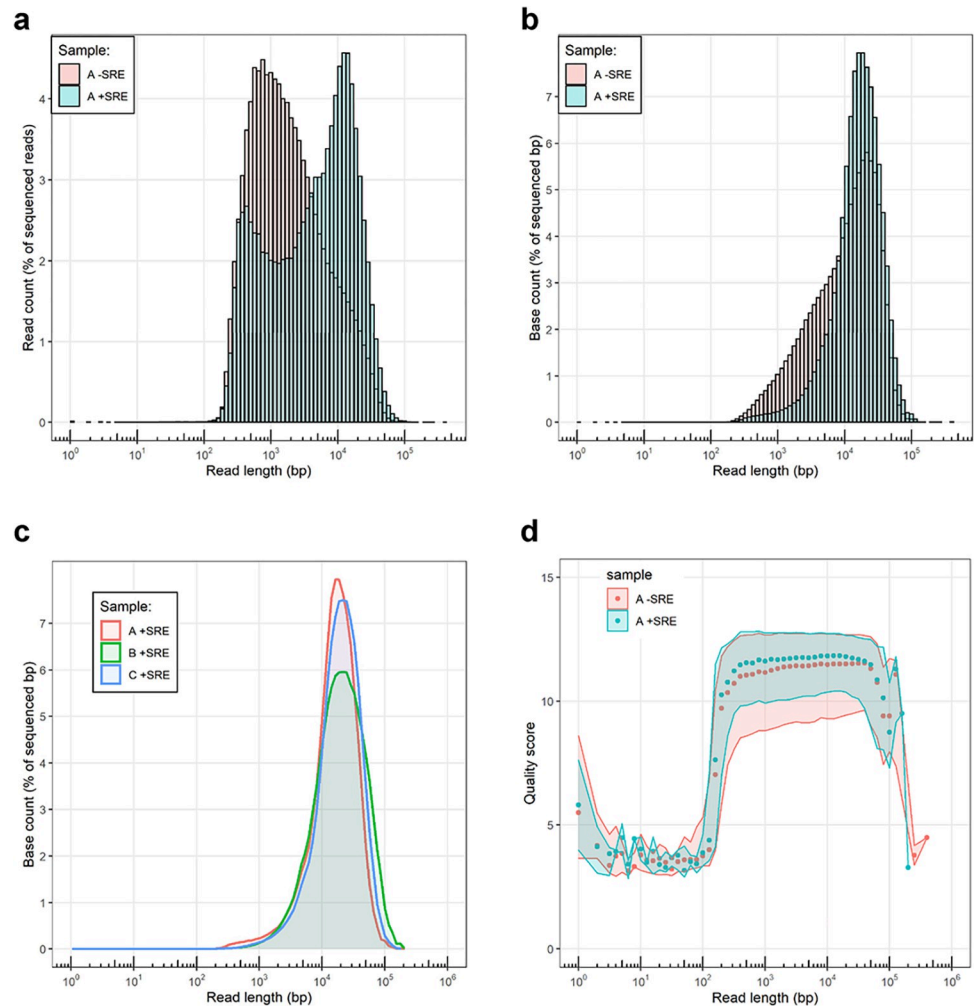 a
Sample:
A -SRE
A +SRE
Read count (% of sequenced reads)
4
3
2
1
0
10⁰ 10¹ 10² 10³ 10⁴ 10⁵
Read length (bp)
b
Sample:
A -SRE
A +SRE
Base count (% of sequenced bp)
7
6
5
4
3
2
1
0
10⁰ 10¹ 10² 10³ 10⁴ 10⁵
Read length (bp)
c
Sample:
A +SRE
B +SRE
C +SRE
Base count (% of sequenced bp)
7
6
5
4
3
2
1
0
10⁰ 10¹ 10² 10³ 10⁴ 10⁵ 10⁶
Read length (bp)
d
sample
A -SRE
A +SRE
Quality score
15
10
5
0
10⁰ 10¹ 10² 10³ 10⁴ 10⁵ 10⁶
Read length (bp)